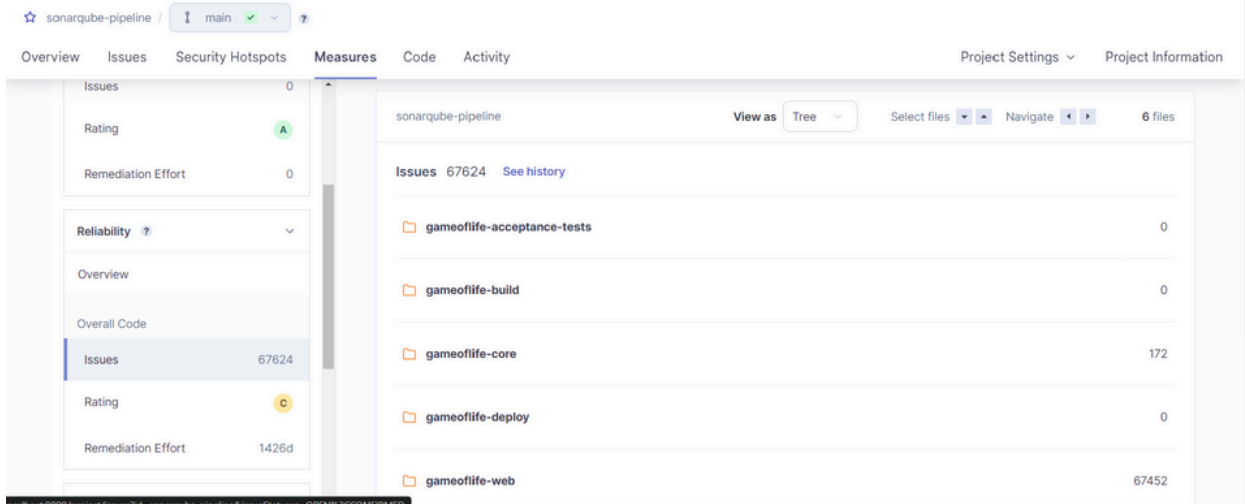 sonarqube-pipeline / main ?
Overview Issues Security Hotspots Measures Code Activity Project Settings Project Information
Issues 0
Rating A
Remediation Effort 0
Reliability ?
Overview
Overall Code
Issues 67624
Rating C
Remediation Effort 1426d
sonarqube-pipeline View as Tree Select files Navigate 6 files
Issues 67624 See history
gameoflife-acceptance-tests 0
gameoflife-build 0
gameoflife-core 172
gameoflife-deploy 0
gameoflife-web 67452